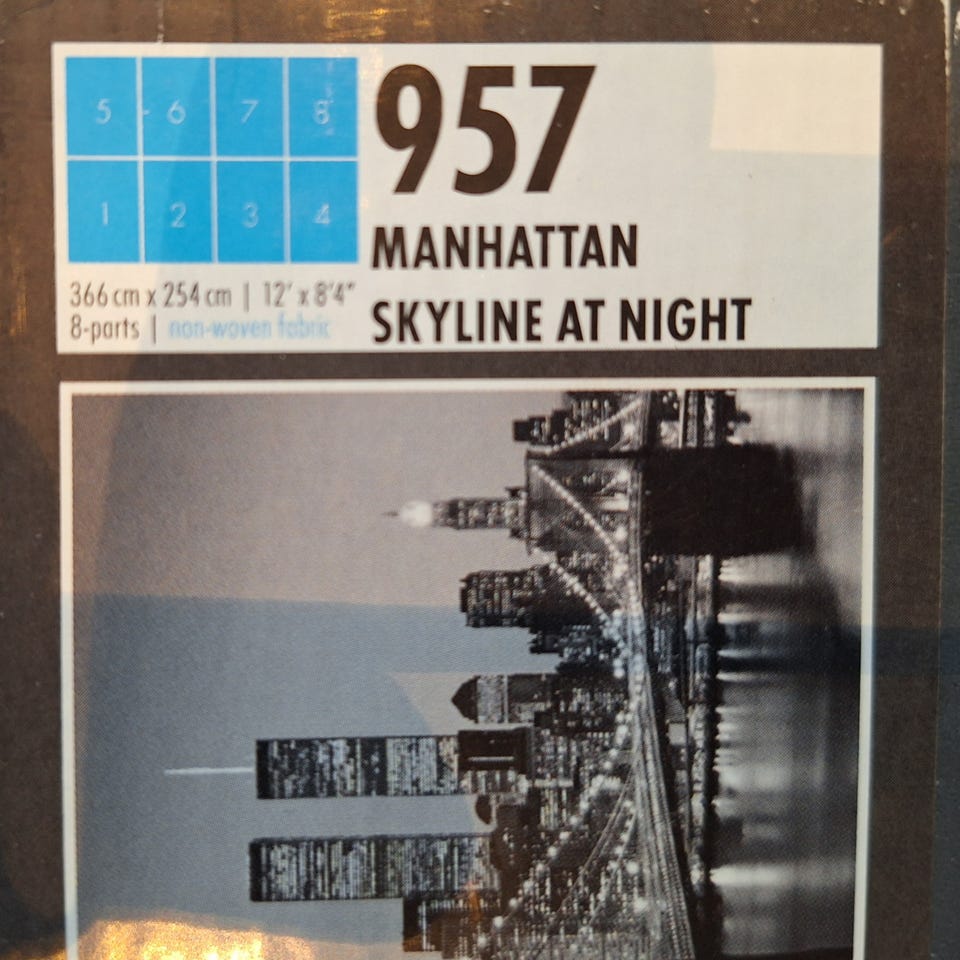 5 6 7 8
1 2 3 4
957
MANHATTAN
SKYLINE AT NIGHT
366 cm x 254 cm | 12' x 8'4"
8-parts | non-woven fabric